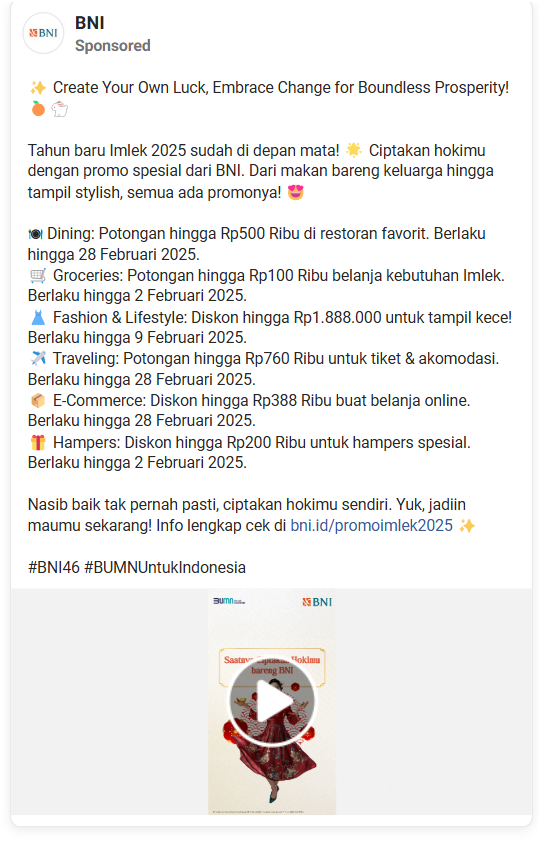 BNI
BNI
Sponsored
✨ Create Your Own Luck, Embrace Change for Boundless Prosperity!
🍊 🐇
Tahun baru Imlek 2025 sudah di depan mata! 🌟 Ciptakan hokimu
dengan promo spesial dari BNI. Dari makan bareng keluarga hingga
tampil stylish, semua ada promonya! 😍
🍽 Dining: Potongan hingga Rp500 Ribu di restoran favorit. Berlaku
hingga 28 Februari 2025.
🛒 Groceries: Potongan hingga Rp100 Ribu belanja kebutuhan Imlek.
Berlaku hingga 2 Februari 2025.
👗 Fashion & Lifestyle: Diskon hingga Rp1.888.000 untuk tampil kece!
Berlaku hingga 9 Februari 2025.
✈️ Traveling: Potongan hingga Rp760 Ribu untuk tiket & akomodasi.
Berlaku hingga 28 Februari 2025.
📦 E-Commerce: Diskon hingga Rp388 Ribu buat belanja online.
Berlaku hingga 28 Februari 2025.
🎁 Hampers: Diskon hingga Rp200 Ribu untuk hampers spesial.
Berlaku hingga 2 Februari 2025.
Nasib baik tak pernah pasti, ciptakan hokimu sendiri. Yuk, jadiin
maumu sekarang! Info lengkap cek di bni.id/promoimlek2025 ✨
#BNI46 #BUMNUntukIndonesia
BUMN
BNI
Saatnya Ciptakan Hokimu
bareng BNI